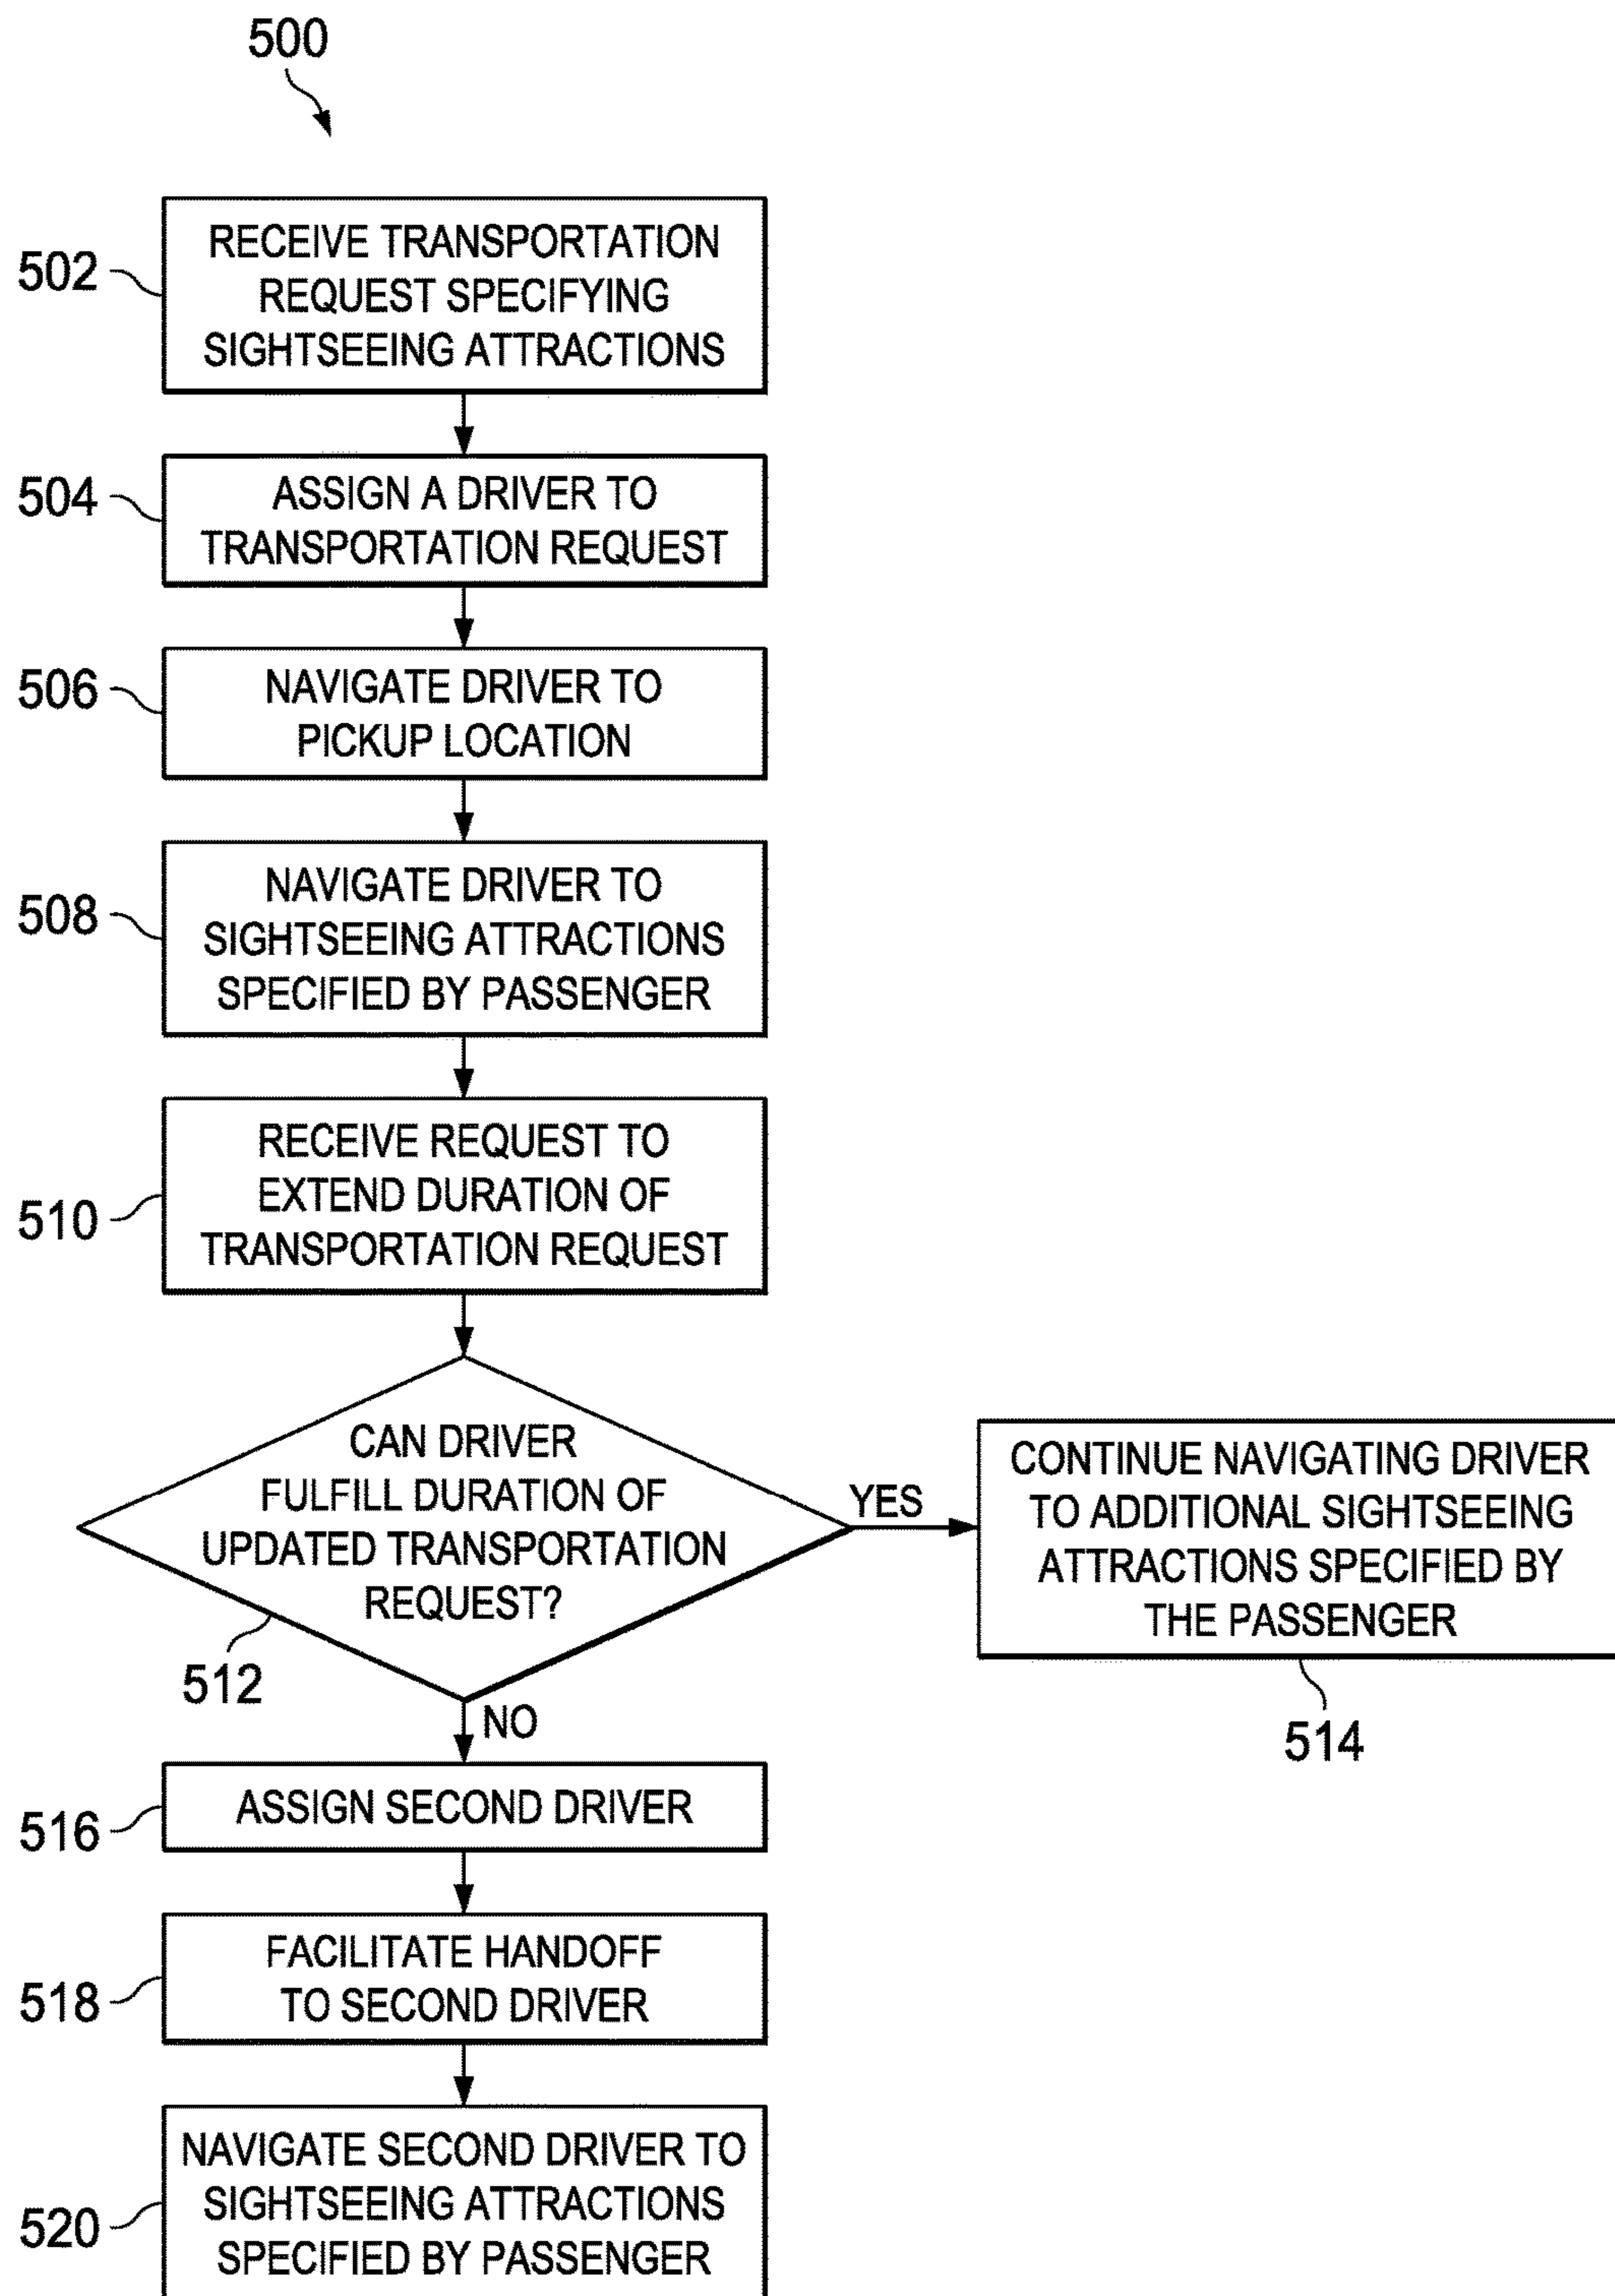 500
502
RECEIVE TRANSPORTATION
REQUEST SPECIFYING
SIGHTSEEING ATTRACTIONS
504
ASSIGN A DRIVER TO
TRANSPORTATION REQUEST
506
NAVIGATE DRIVER TO
PICKUP LOCATION
508
NAVIGATE DRIVER TO
SIGHTSEEING ATTRACTIONS
SPECIFIED BY PASSENGER
510
RECEIVE REQUEST TO
EXTEND DURATION OF
TRANSPORTATION REQUEST
CAN DRIVER
FULFILL DURATION OF
UPDATED TRANSPORTATION
REQUEST?
512
YES
CONTINUE NAVIGATING DRIVER
TO ADDITIONAL SIGHTSEEING
ATTRACTIONS SPECIFIED BY
THE PASSENGER
514
NO
516
ASSIGN SECOND DRIVER
518
FACILITATE HANDOFF
TO SECOND DRIVER
520
NAVIGATE SECOND DRIVER TO
SIGHTSEEING ATTRACTIONS
SPECIFIED BY PASSENGER